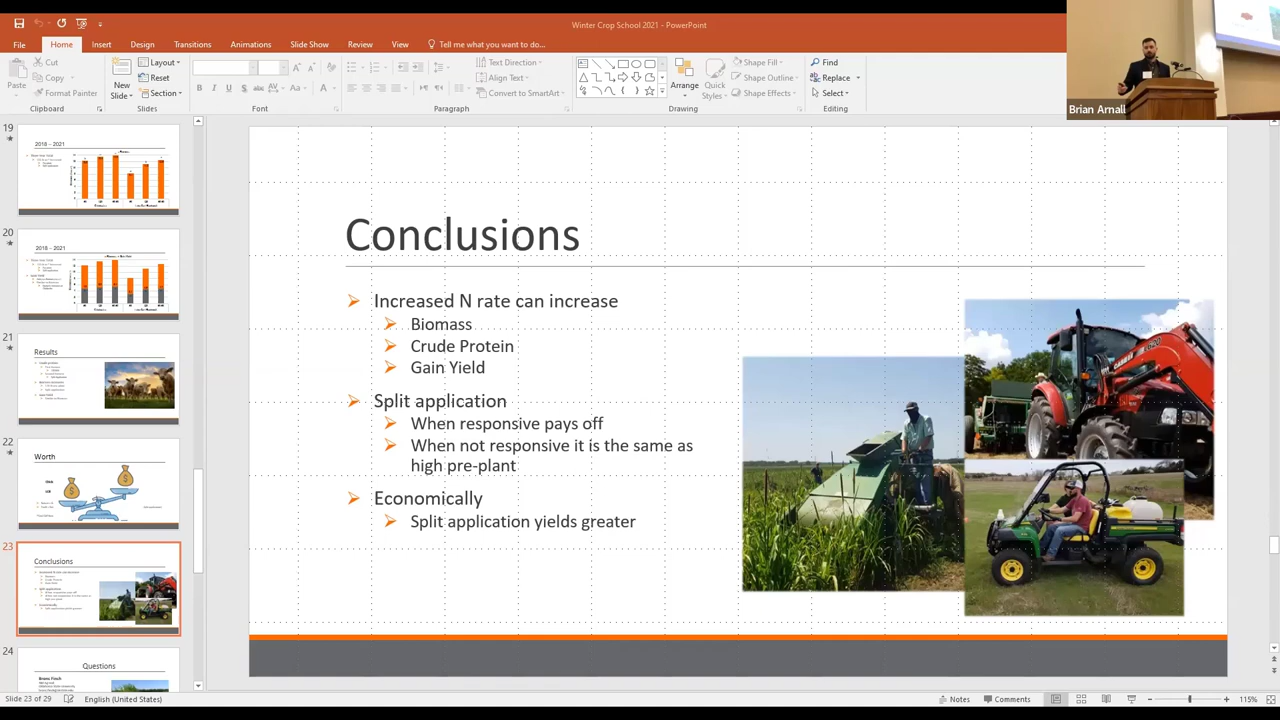 Winter Crop School 2021 - PowerPoint
File Home Insert Design Transitions Animations Slide Show Review View Tell me what you want to do...
Paste
Cut
Copy
Format Painter
Clipboard
New Slide
Layout
Reset
Section
Slides
B I U S abc AV Aa A
Font
Text Direction
Align Text
Convert to SmartArt
Paragraph
Arrange
Quick Styles
Shape Fill
Shape Outline
Shape Effects
Drawing
Find
Replace
Select
Editing
Brian Arnall
19
2018 – 2021
20
2018 – 2021
21
Results
22
Worth
23
Conclusions
24
Questions
Conclusions
Increased N rate can increase
Biomass
Crude Protein
Gain Yield
Split application
When responsive pays off
When not responsive it is the same as
high pre-plant
Economically
Split application yields greater
Slide 23 of 29 English (United States) Notes Comments 115%